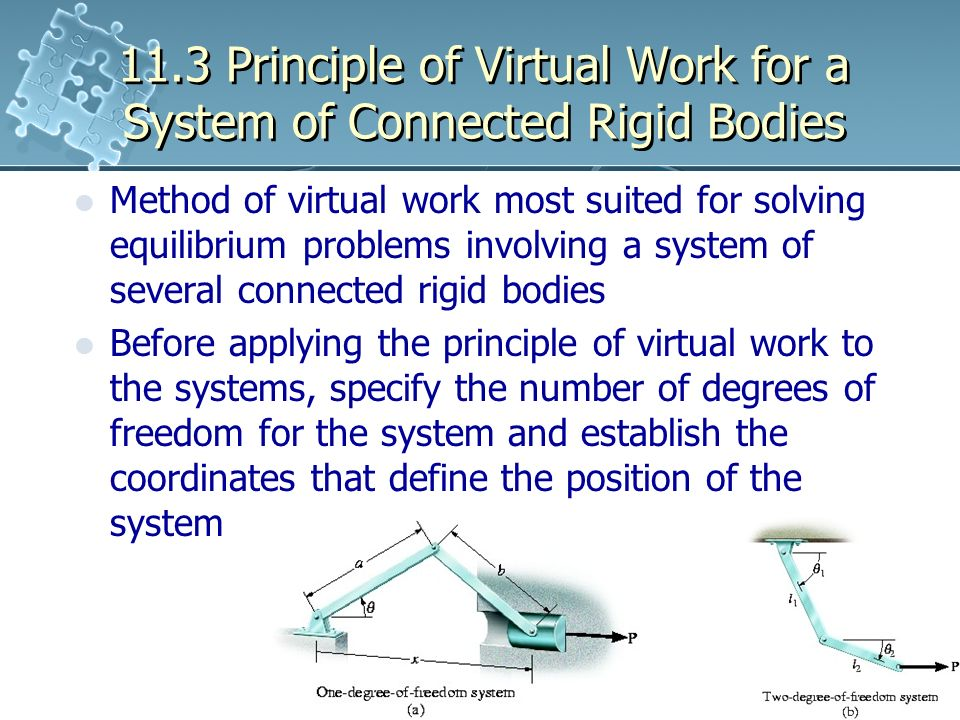 11.3 Principle of Virtual Work for a
System of Connected Rigid Bodies
Method of virtual work most suited for solving
equilibrium problems involving a system of
several connected rigid bodies
Before applying the principle of virtual work to
the systems, specify the number of degrees of
freedom for the system and establish the
coordinates that define the position of the
system
a
b
θ
P
x
One-degree-of-freedom system
(a)
θ1
l1
θ2
l2
P
Two-degree-of-freedom system
(b)